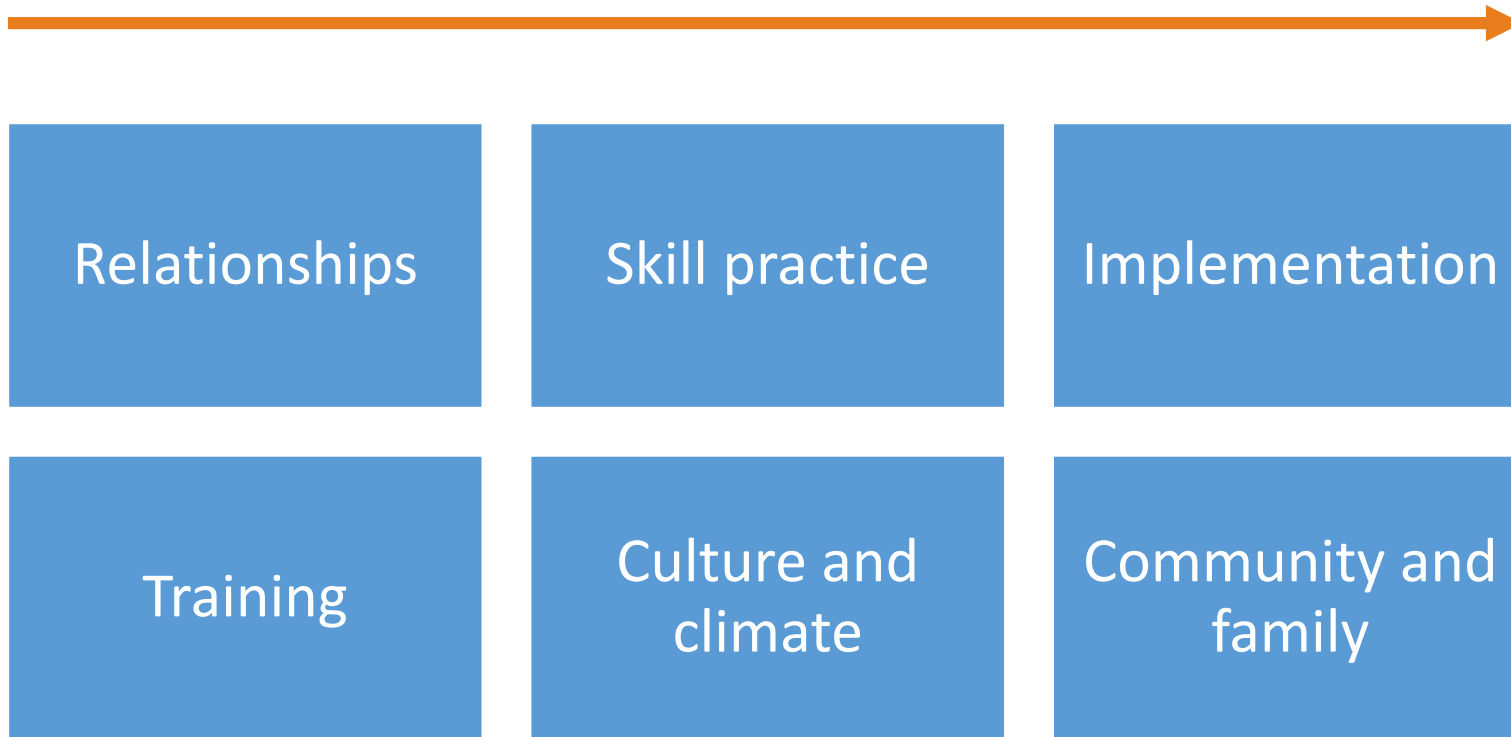 Relationships
Skill practice
Implementation
Training
Culture and
climate
Community and
family